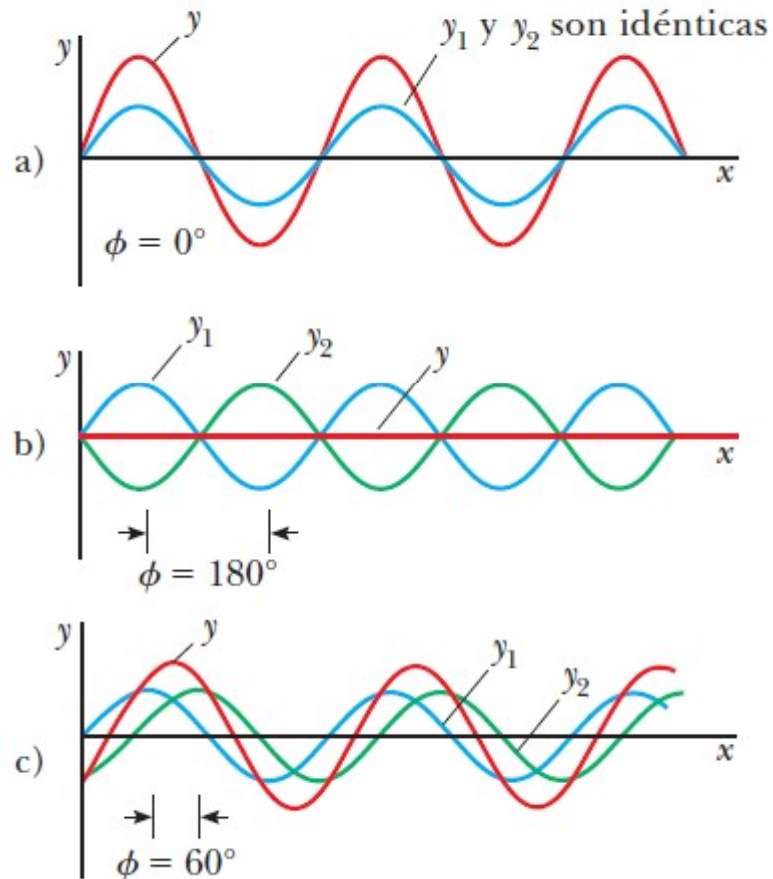 y
y
y₁ y y₂ son idénticas
a)
x
ϕ = 0°
y
y₁
y₂
y
b)
x
ϕ = 180°
y
y
y₁
y₂
c)
x
ϕ = 60°